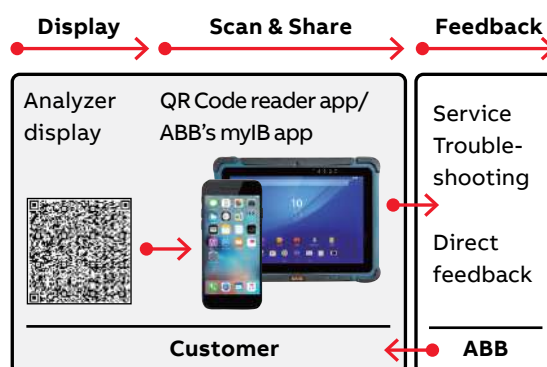 Display
Scan & Share
Feedback
Analyzer
display
QR Code reader app/
ABB's myIB app
Service
Trouble-
shooting
Direct
feedback
Customer
ABB